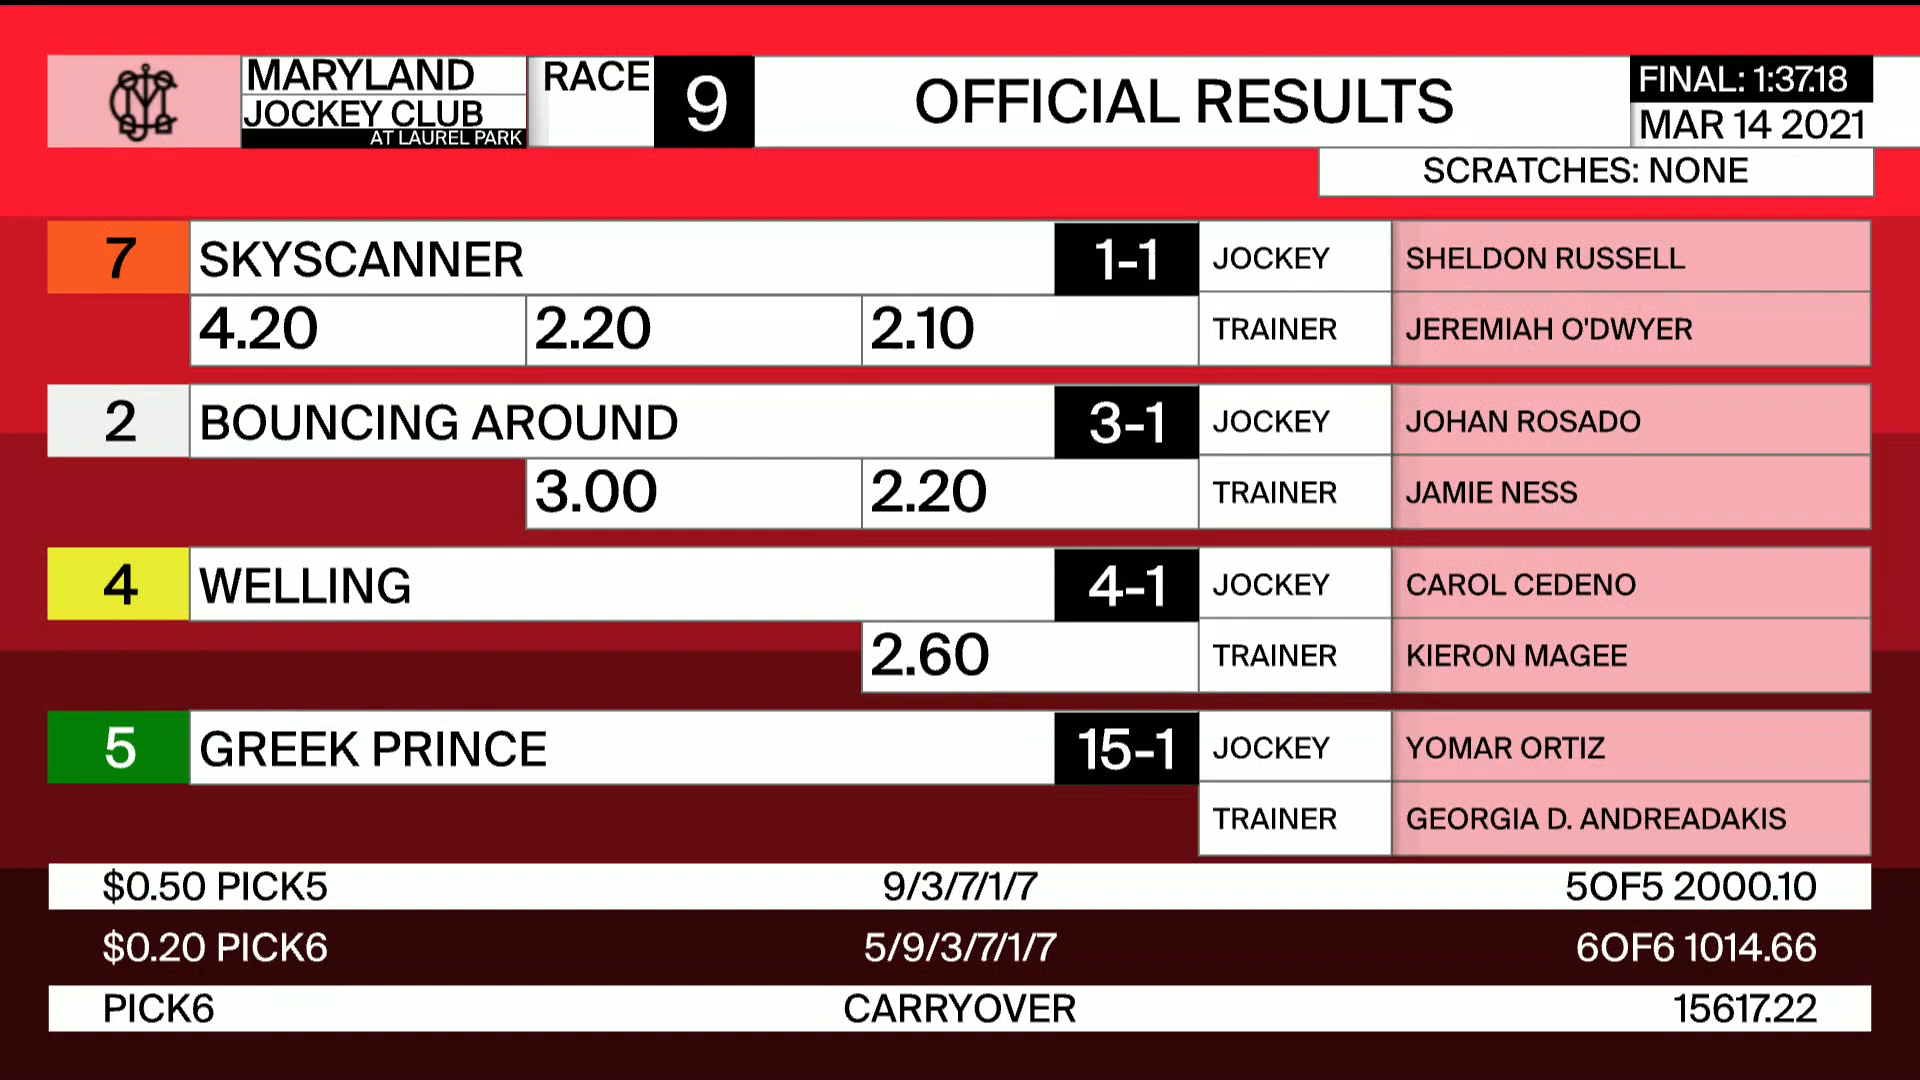 MARYLAND
JOCKEY CLUB
AT LAUREL PARK
RACE 9
OFFICIAL RESULTS
FINAL: 1:37.18
MAR 14 2021
SCRATCHES: NONE
7 SKYSCANNER 1-1 JOCKEY SHELDON RUSSELL
4.20 2.20 2.10 TRAINER JEREMIAH O'DWYER
2 BOUNCING AROUND 3-1 JOCKEY JOHAN ROSADO
3.00 2.20 TRAINER JAMIE NESS
4 WELLING 4-1 JOCKEY CAROL CEDENO
2.60 TRAINER KIERON MAGEE
5 GREEK PRINCE 15-1 JOCKEY YOMAR ORTIZ
TRAINER GEORGIA D. ANDREADAKIS
$0.50 PICK5 9/3/7/1/7 5OF5 2000.10
$0.20 PICK6 5/9/3/7/1/7 6OF6 1014.66
PICK6 CARRYOVER 15617.22